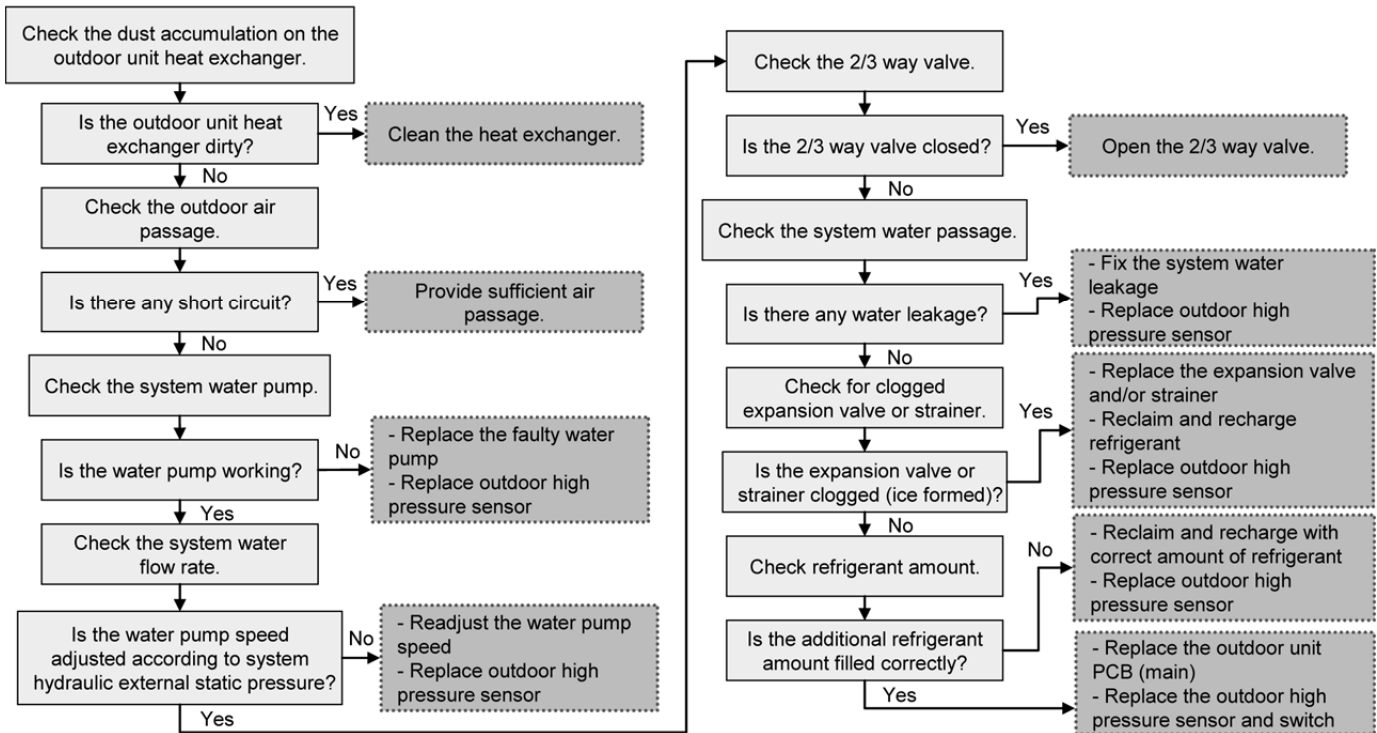 Check the dust accumulation on the
outdoor unit heat exchanger.
Is the outdoor unit heat
exchanger dirty?
Yes
Clean the heat exchanger.
No
Check the outdoor air
passage.
Is there any short circuit?
Yes
Provide sufficient air
passage.
No
Check the system water pump.
Is the water pump working?
No
- Replace the faulty water
pump
- Replace outdoor high
pressure sensor
Yes
Check the system water
flow rate.
Is the water pump speed
adjusted according to system
hydraulic external static pressure?
No
- Readjust the water pump
speed
- Replace outdoor high
pressure sensor
Yes
Check the 2/3 way valve.
Is the 2/3 way valve closed?
Yes
Open the 2/3 way valve.
No
Check the system water passage.
Is there any water leakage?
Yes
- Fix the system water
leakage
- Replace outdoor high
pressure sensor
No
Check for clogged
expansion valve or strainer.
Is the expansion valve or
strainer clogged (ice formed)?
Yes
- Replace the expansion valve
and/or strainer
- Reclaim and recharge
refrigerant
- Replace outdoor high
pressure sensor
No
Check refrigerant amount.
Is the additional refrigerant
amount filled correctly?
No
- Reclaim and recharge with
correct amount of refrigerant
- Replace outdoor high
pressure sensor
Yes
- Replace the outdoor unit
PCB (main)
- Replace the outdoor high
pressure sensor and switch